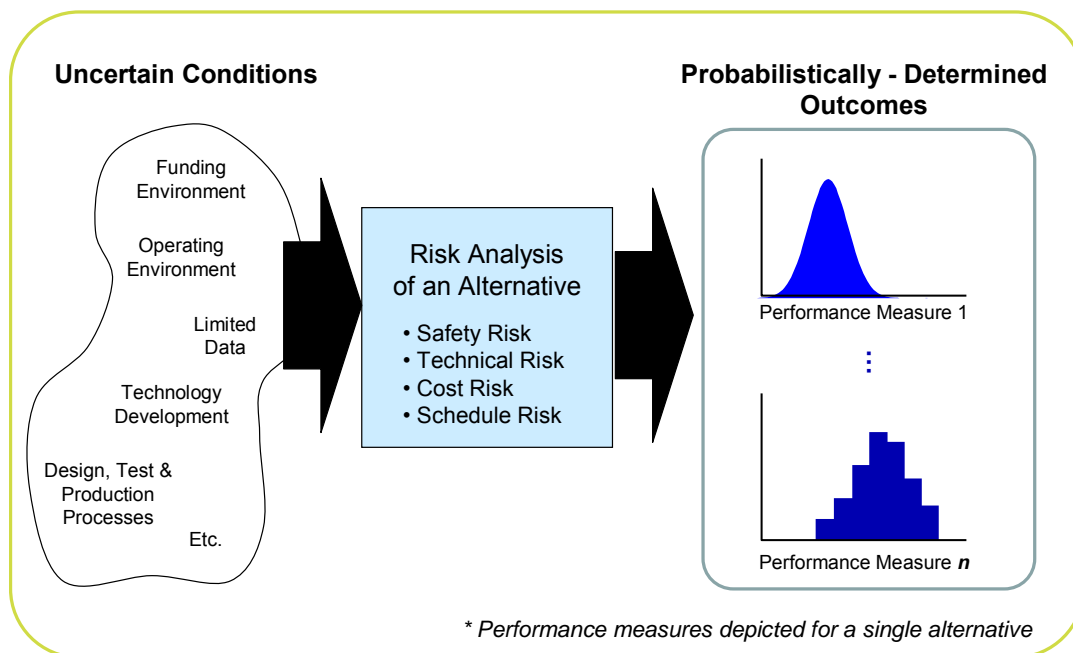 Uncertain Conditions
Funding
Environment
Operating
Environment
Limited
Data
Technology
Development
Design, Test &
Production
Processes
Etc.
Risk Analysis
of an Alternative
• Safety Risk
• Technical Risk
• Cost Risk
• Schedule Risk
Probabilistically - Determined
Outcomes
Performance Measure 1
...
Performance Measure n
* Performance measures depicted for a single alternative